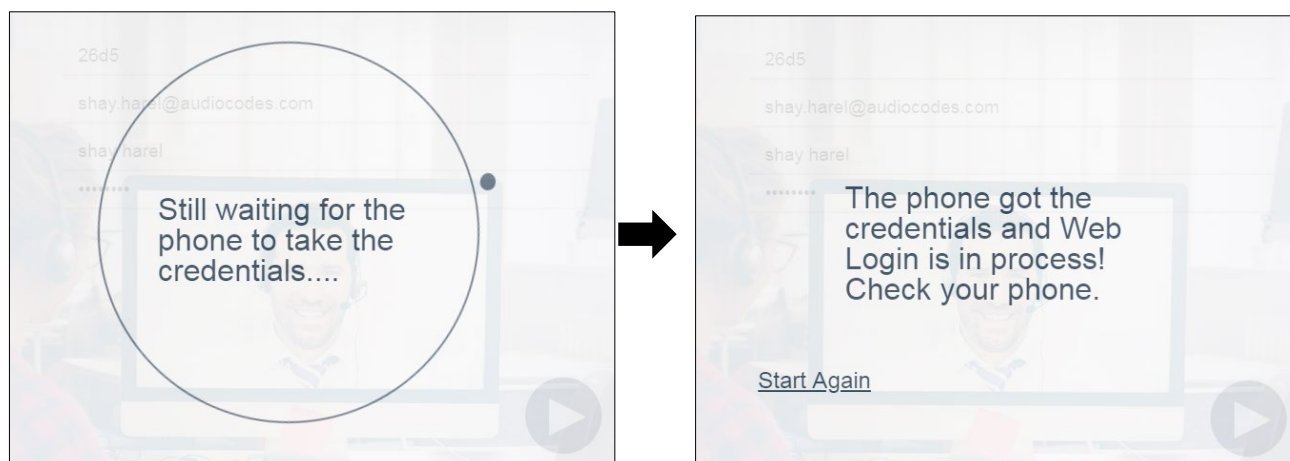 26d5
shay.harel@audiocodes.com
shay harel
••••••••
Still waiting for the
phone to take the
credentials....
26d5
shay.harel@audiocodes.com
shay harel
••••••••
The phone got the
credentials and Web
Login is in process!
Check your phone.
Start Again